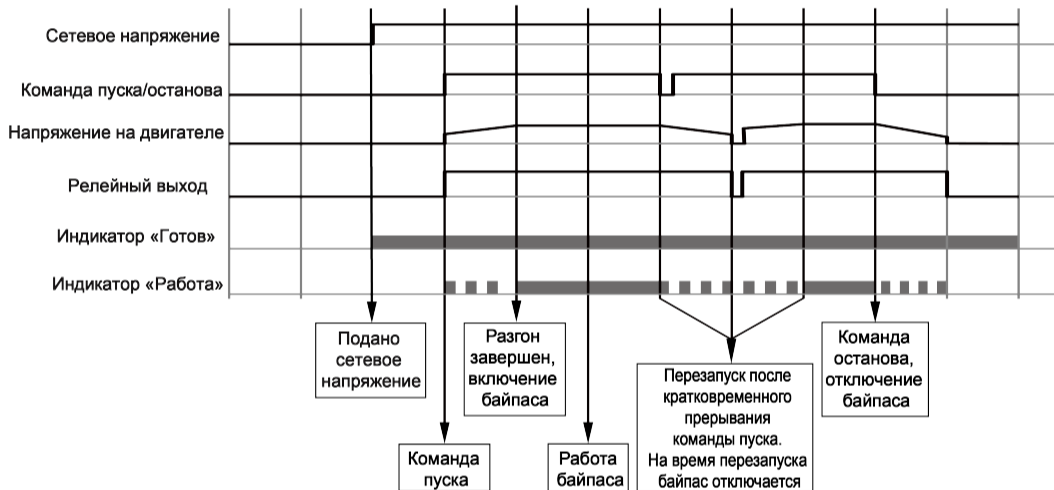 Сетевое напряжение
Команда пуска/останова
Напряжение на двигателе
Релейный выход
Индикатор «Готов»
Индикатор «Работа»
Подано
сетевое
напряжение
Разгон
завершен,
включение
байпаса
Перезапуск после
кратковременного
прерывания
команды пуска.
На время перезапуска
байпас отключается
Команда
останова,
отключение
байпаса
Команда
пуска
Работа
байпаса